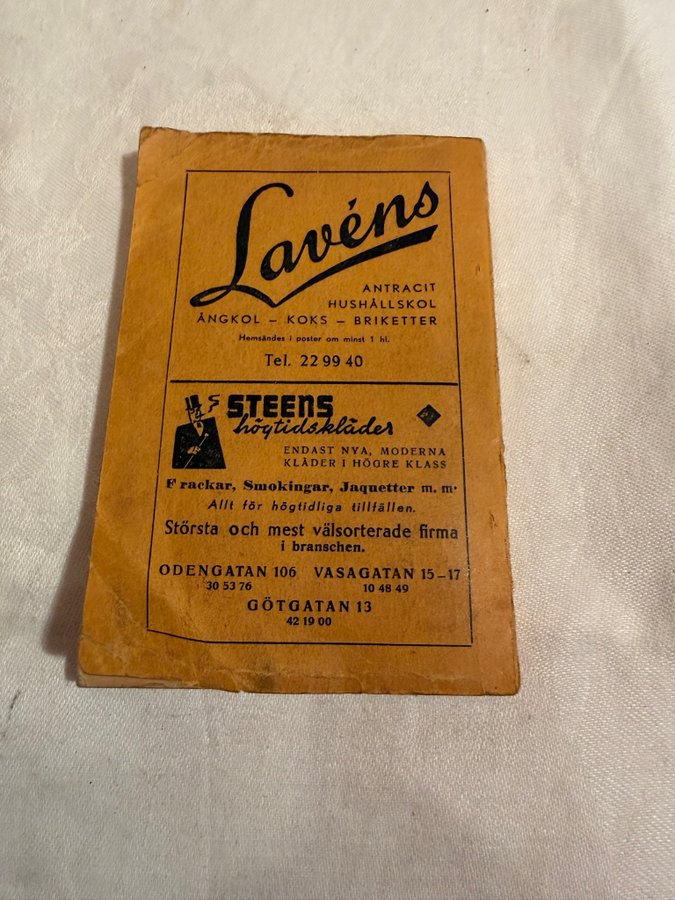 Lavéns
ANTRACIT
HUSHÅLLSKOL
ÅNGKOL – KOKS – BRIKETTER
Hemsändes i poster om minst 1 hl.
Tel. 22 99 40
STEENS
högtidskläder
ENDAST NYA, MODERNA
KLÄDER I HÖGRE KLASS
Frackar, Smokingar, Jaquetter m. m.
Allt för högtidliga tillfällen.
Största och mest välsorterade firma
i branschen.
ODENGATAN 106 VASAGATAN 15–17
30 53 76 10 48 49
GÖTGATAN 13
42 19 00